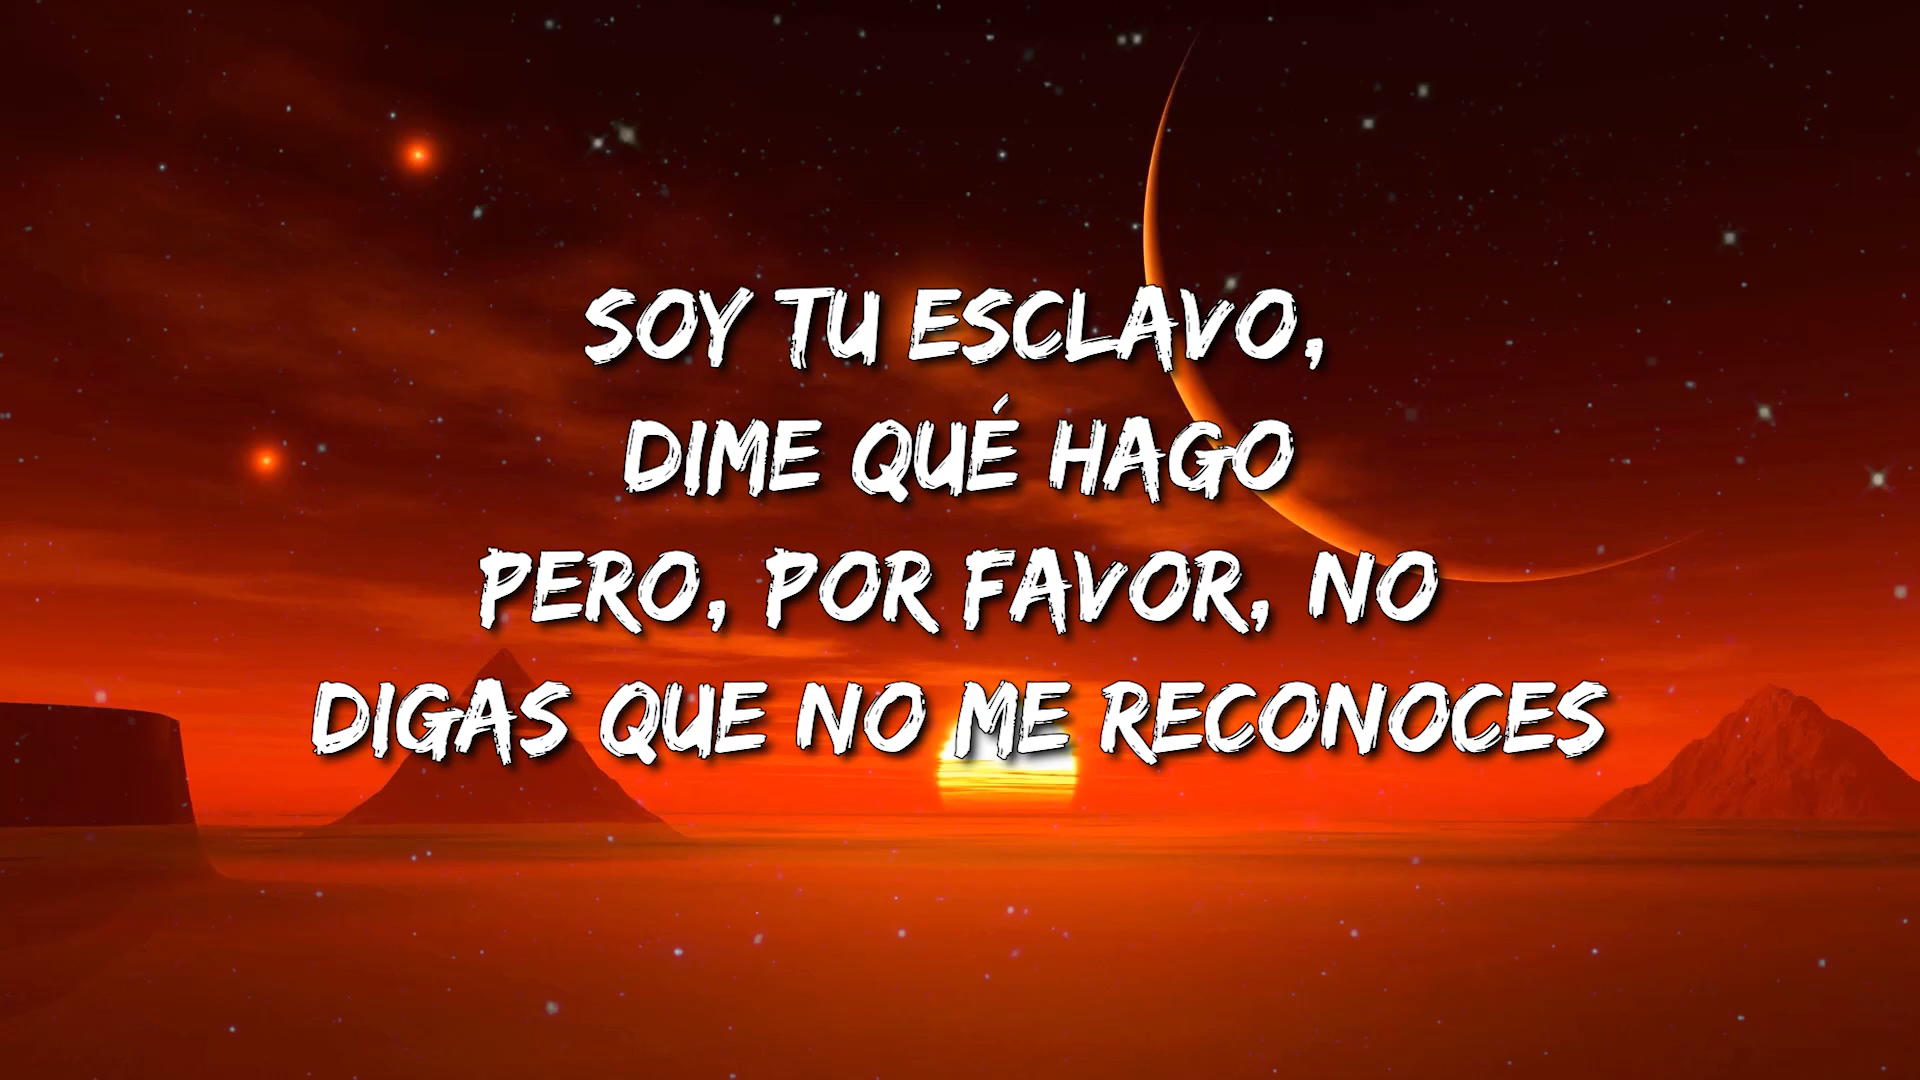 SOY TU ESCLAVO,
DIME QUÉ HAGO
PERO, POR FAVOR, NO
DIGAS QUE NO ME RECONOCES